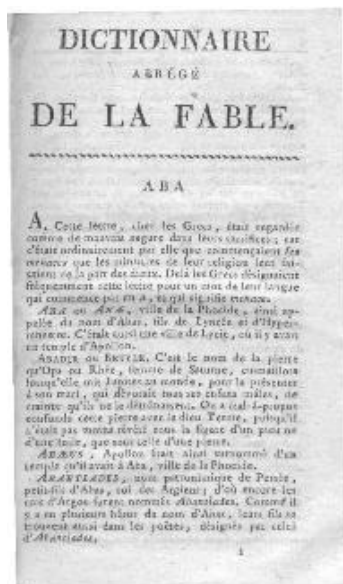 DICTIONNAIRE
ABRÉGÉ
DE LA FABLE.
ABA
A. Cette lettre, chez les Grecs, était regardée
comme de mauvais augure dans leurs sacrifices; car
c'était ordinairement par elle que commençaient les
menaces que les ministres de leur religion leur fai-
saient de la part des dieux. Delà les Grecs désignaient
fréquemment cette lettre pour un mot de leur langue
qui commence par un a, et qui signifie menace.
ABA ou ABÆ, ville de la Phocide, ainsi ap-
pelée du nom d'Abas, fils de Lyncée et d'Hyper-
mnestre. C'était aussi une ville de Lycie, où il y avait
un temple d'Apollon.
ABADIR ou BETYLE. C'est le nom de la pierre
qu'Ops ou Rhée, femme de Saturne, emmaillota
lorsqu'elle mit Jupiter au monde, pour la présenter
à son mari, qui dévorait tous ses enfans mâles, de
crainte qu'ils ne le détrônassent. On a mal-à-propos
confondu cette pierre avec le dieu Terme, puisqu'il
n'était pas moins révéré sous la figure d'un pieu ou
d'une tuile, que sous celle d'une pierre.
ABÆUS, Apollon était ainsi surnommé d'un
temple qu'il avait à Aba, ville de la Phocide.
ABANTIADES, nom patronimique de Persée,
petit-fils d'Abas, roi des Argiens; d'où encore les
rois d'Argos furent nommés Abantiades. Comme il
y a eu plusieurs héros du nom d'Abas, leurs fils se
trouvent aussi dans les poètes, désignés par celui
d'Abantiades.
1